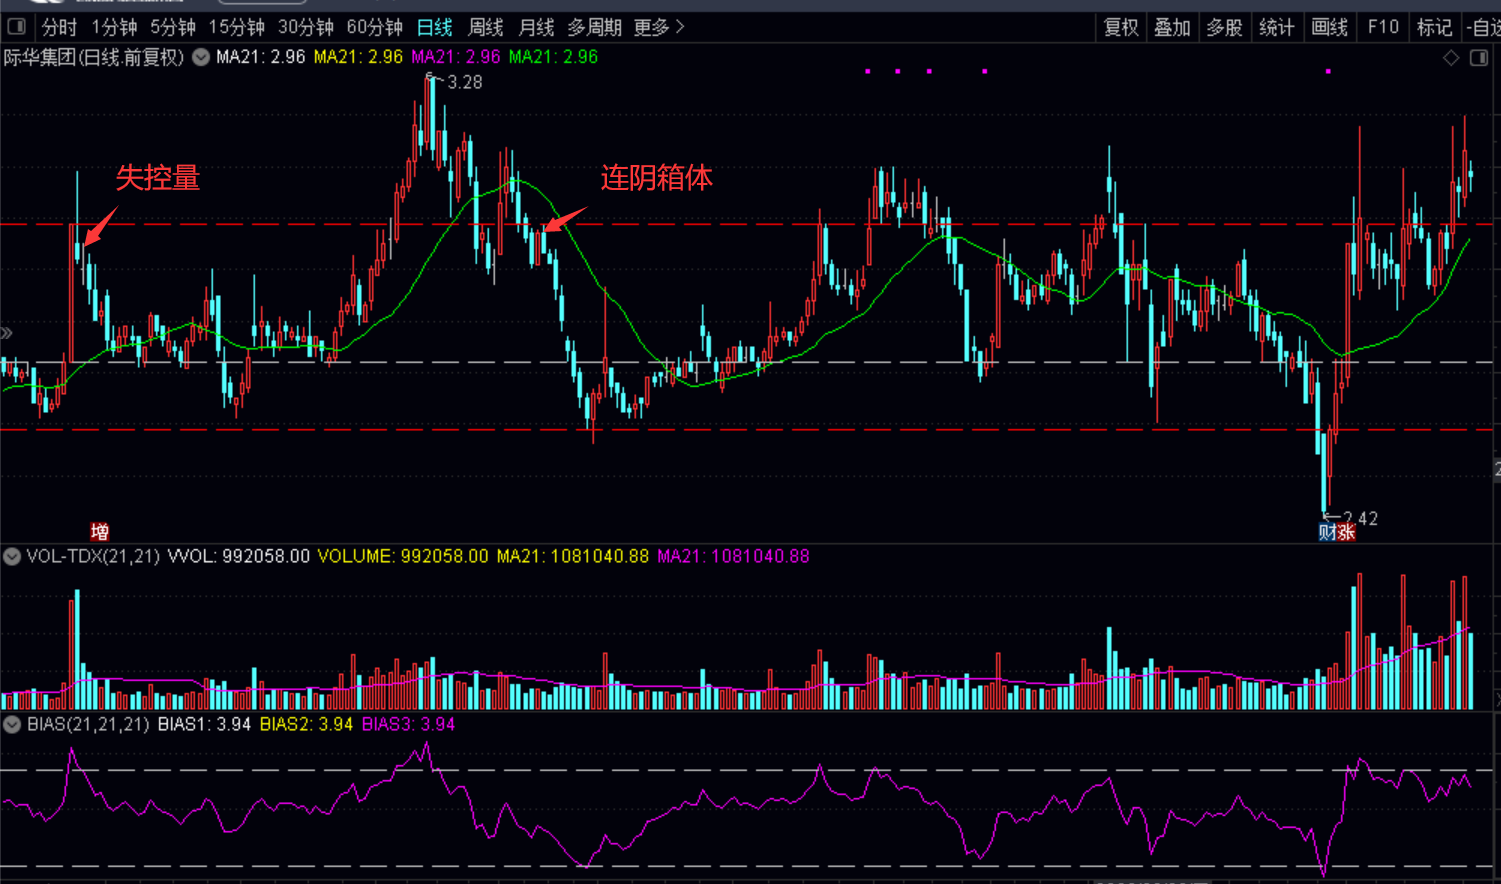 分时 1分钟 5分钟 15分钟 30分钟 60分钟 日线 周线 月线 多周期 更多 复权 叠加 多股 统计 画线 F10 标记 -自选
际华集团(日线.前复权) MA21: 2.96 MA21: 2.96 MA21: 2.96 MA21: 2.96
3.28
失控量 连阴箱体
2.42
增 财 涨
VOL-TDX(21,21) VVOL: 992058.00 VOLUME: 992058.00 MA21: 1081040.88 MA21: 1081040.88
BIAS(21,21,21) BIAS1: 3.94 BIAS2: 3.94 BIAS3: 3.94